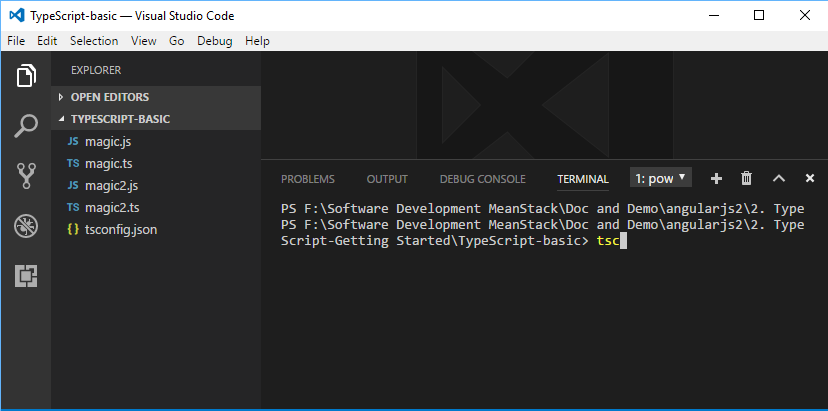 TypeScript-basic — Visual Studio Code
File Edit Selection View Go Debug Help
EXPLORER
OPEN EDITORS
TYPESCRIPT-BASIC
JS magic.js
TS magic.ts
JS magic2.js
TS magic2.ts
{ } tsconfig.json
PROBLEMS OUTPUT DEBUG CONSOLE TERMINAL 1: pow
PS F:\Software Development MeanStack\Doc and Demo\angularjs2\2. Type
PS F:\Software Development MeanStack\Doc and Demo\angularjs2\2. Type
Script-Getting Started\TypeScript-basic> tsc